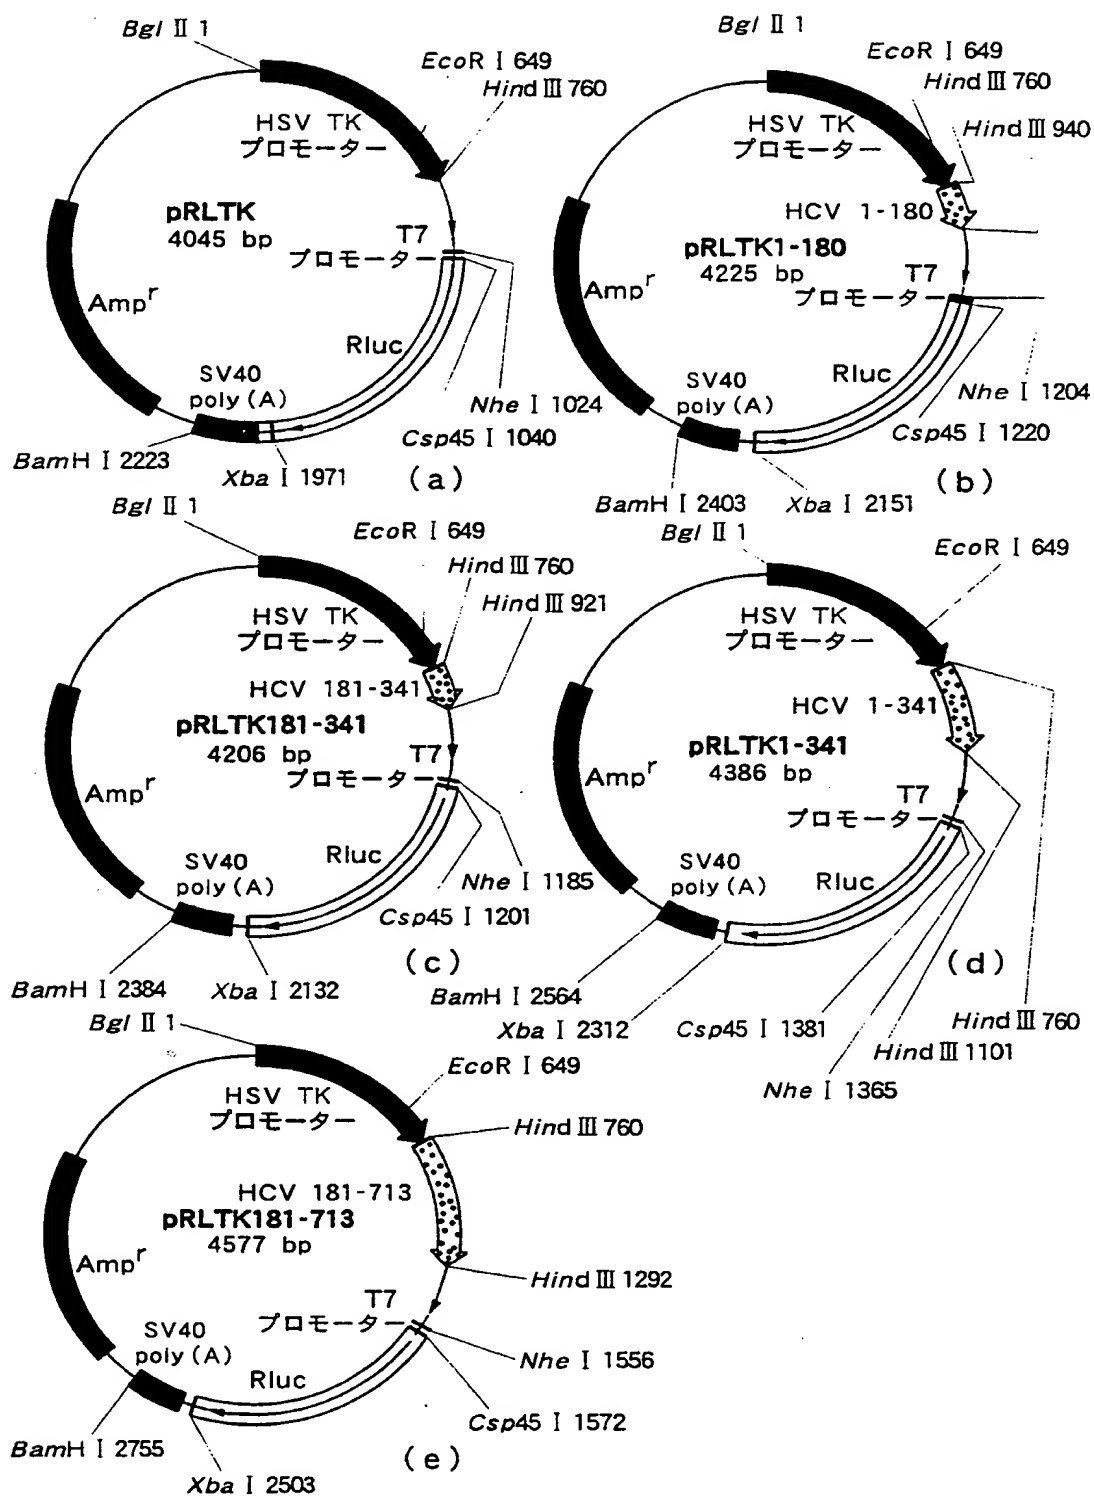 Bgl Ⅱ 1
EcoR Ⅰ 649
Hind Ⅲ 760
HSV TK
プロモーター
pRLTK
4045 bp
T7
プロモーター
Amp^r
Rluc
SV40
poly(A)
Nhe Ⅰ 1024
Csp45 Ⅰ 1040
BamH Ⅰ 2223
Xba Ⅰ 1971
(a)
Bgl Ⅱ 1
EcoR Ⅰ 649
Hind Ⅲ 760
Hind Ⅲ 940
HSV TK
プロモーター
HCV 1-180
pRLTK1-180
4225 bp
T7
プロモーター
Amp^r
Rluc
SV40
poly(A)
Nhe Ⅰ 1204
Csp45 Ⅰ 1220
BamH Ⅰ 2403
Xba Ⅰ 2151
(b)
Bgl Ⅱ 1
EcoR Ⅰ 649
Hind Ⅲ 760
Hind Ⅲ 921
HSV TK
プロモーター
HCV 181-341
pRLTK181-341
4206 bp
T7
プロモーター
Amp^r
Rluc
SV40
poly(A)
Nhe Ⅰ 1185
Csp45 Ⅰ 1201
BamH Ⅰ 2384
Xba Ⅰ 2132
(c)
Bgl Ⅱ 1
EcoR Ⅰ 649
HSV TK
プロモーター
HCV 1-341
pRLTK1-341
4386 bp
T7
プロモーター
Amp^r
Rluc
SV40
poly(A)
BamH Ⅰ 2564
Xba Ⅰ 2312
Csp45 Ⅰ 1381
Nhe Ⅰ 1365
Hind Ⅲ 1101
Hind Ⅲ 760
(d)
Bgl Ⅱ 1
EcoR Ⅰ 649
Hind Ⅲ 760
HSV TK
プロモーター
HCV 181-713
pRLTK181-713
4577 bp
Hind Ⅲ 1292
T7
プロモーター
Amp^r
Rluc
SV40
poly(A)
Nhe Ⅰ 1556
Csp45 Ⅰ 1572
BamH Ⅰ 2755
Xba Ⅰ 2503
(e)